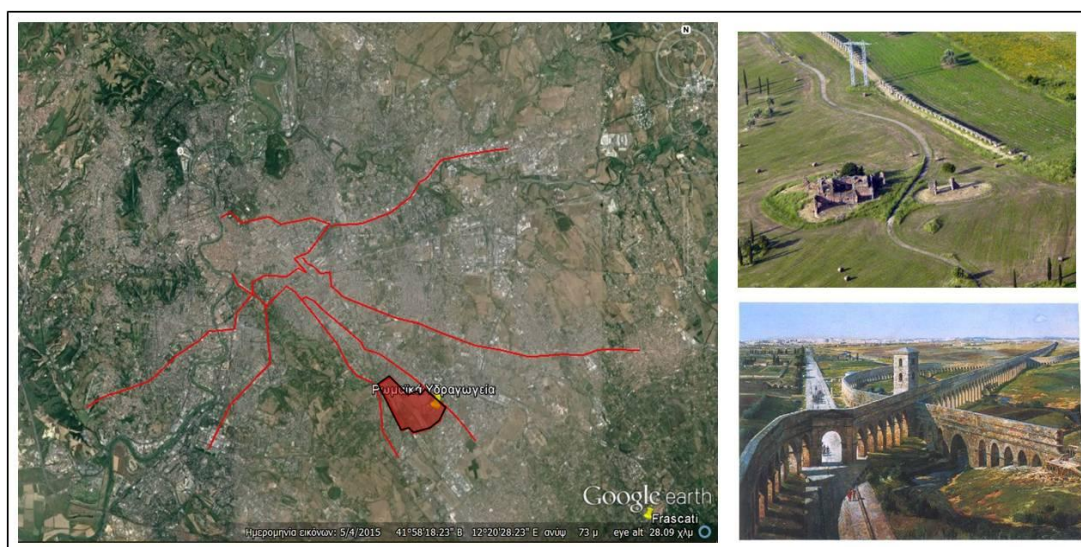 N
Ρωμαϊκά Υδραγωγεία
Google earth
Frascati
Ημερομηνία εικόνων: 5/4/2015 41°58'18.23" Β 12°20'28.23" Ε ανύψ 73 μ eye alt 28.09 χλμ